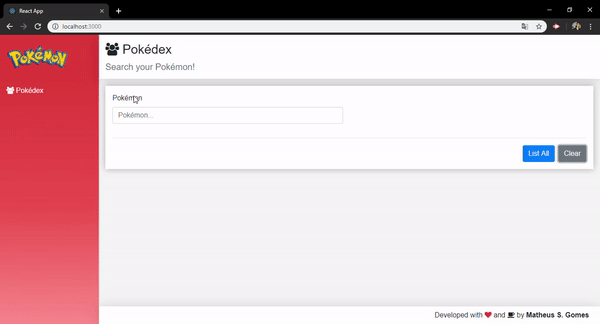 React App
localhost:3000
POKéMON
Pokédex
Pokédex
Search your Pokémon!
Pokémon
Pokémon...
List All Clear
Developed with and by Matheus S. Gomes